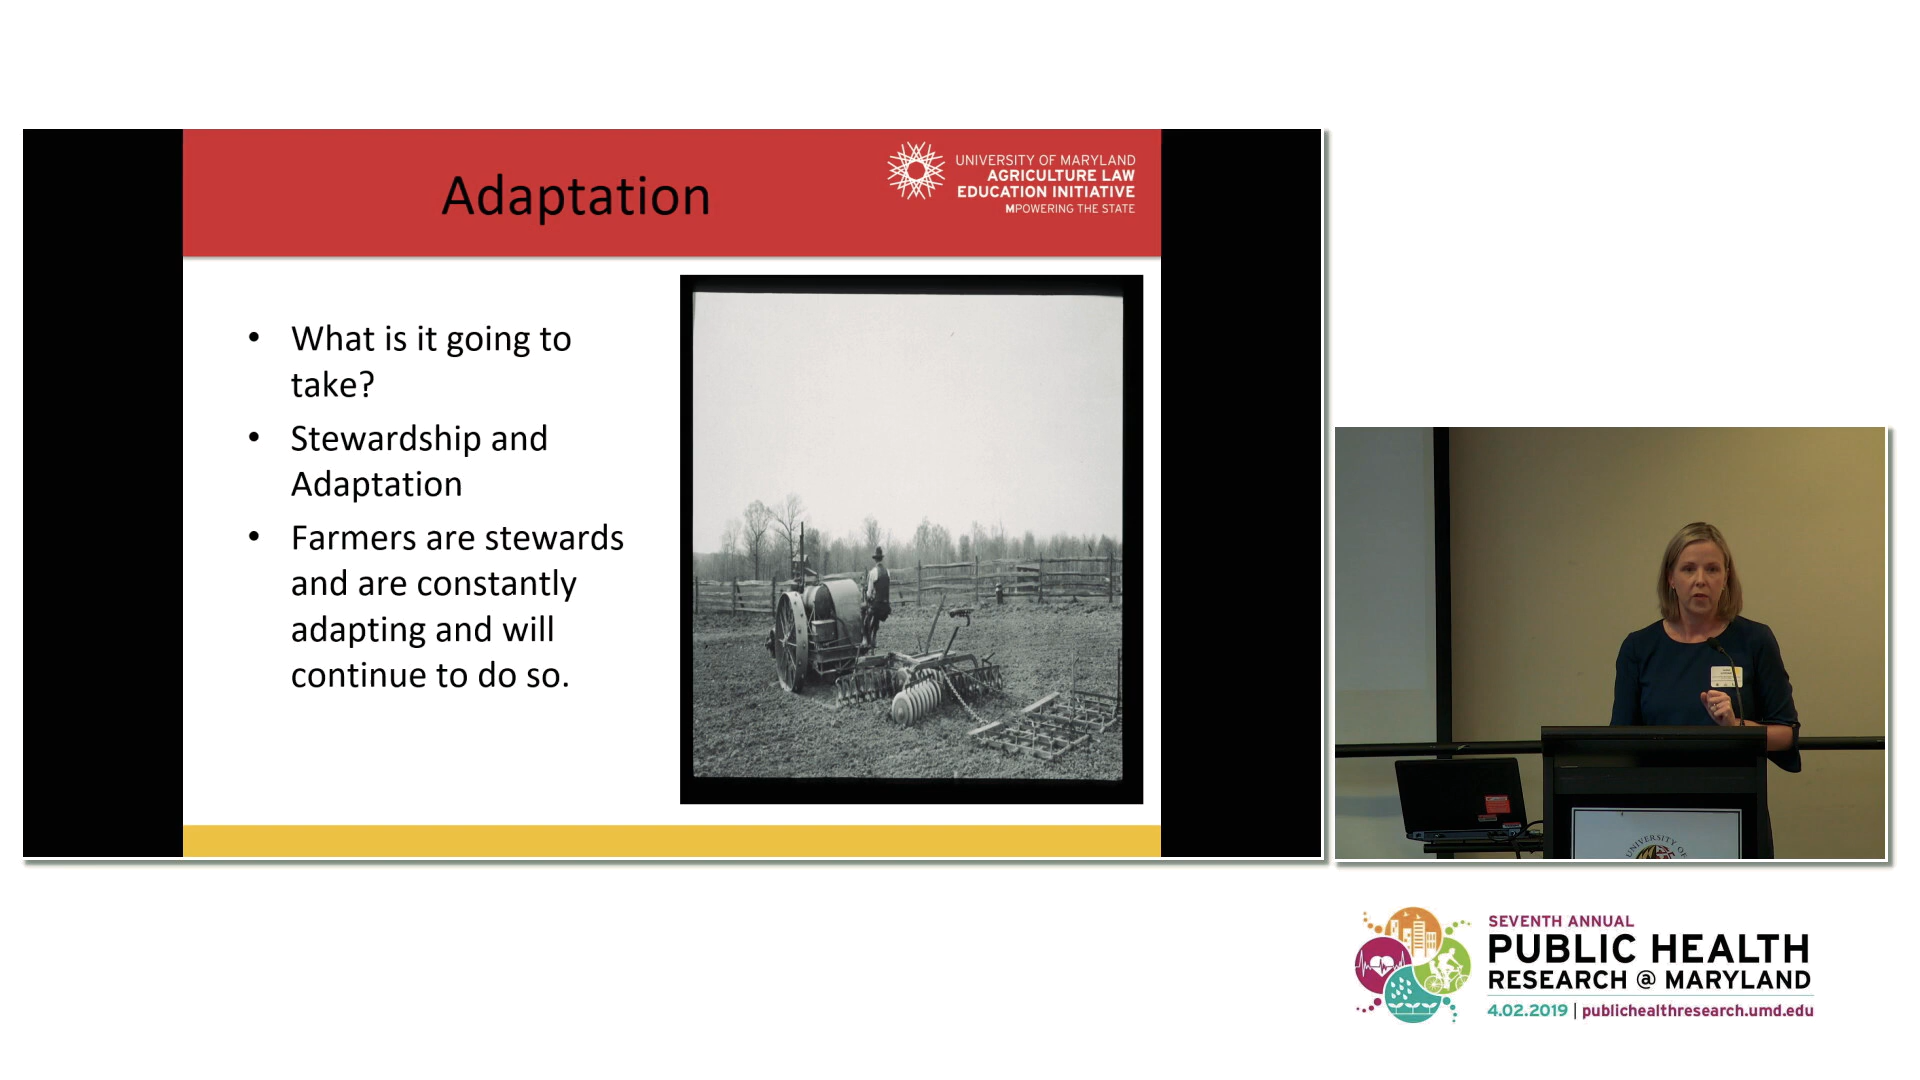 Adaptation
UNIVERSITY OF MARYLAND
AGRICULTURE LAW
EDUCATION INITIATIVE
MPOWERING THE STATE
• What is it going to
take?
• Stewardship and
Adaptation
• Farmers are stewards
and are constantly
adapting and will
continue to do so.
UNIVERSITY OF
SEVENTH ANNUAL
PUBLIC HEALTH
RESEARCH @ MARYLAND
4.02.2019 | publichealthresearch.umd.edu